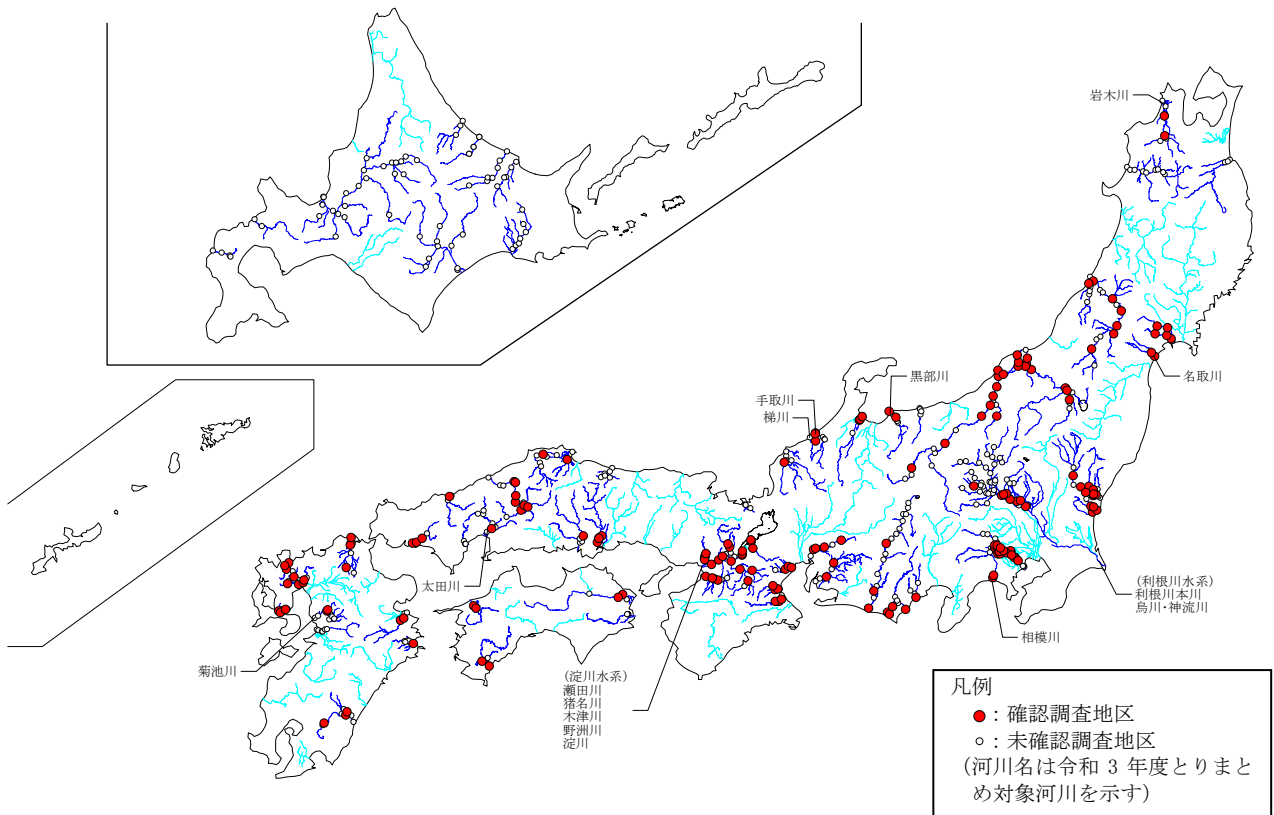 岩木川
名取川
黒部川
手取川
梯川
太田川
菊池川
(淀川水系)
瀬田川
猪名川
木津川
野洲川
淀川
(利根川水系)
利根川本川
烏川・神流川
相模川
凡例
：確認調査地区
：未確認調査地区
(河川名は令和 3 年度とりまと
め対象河川を示す)